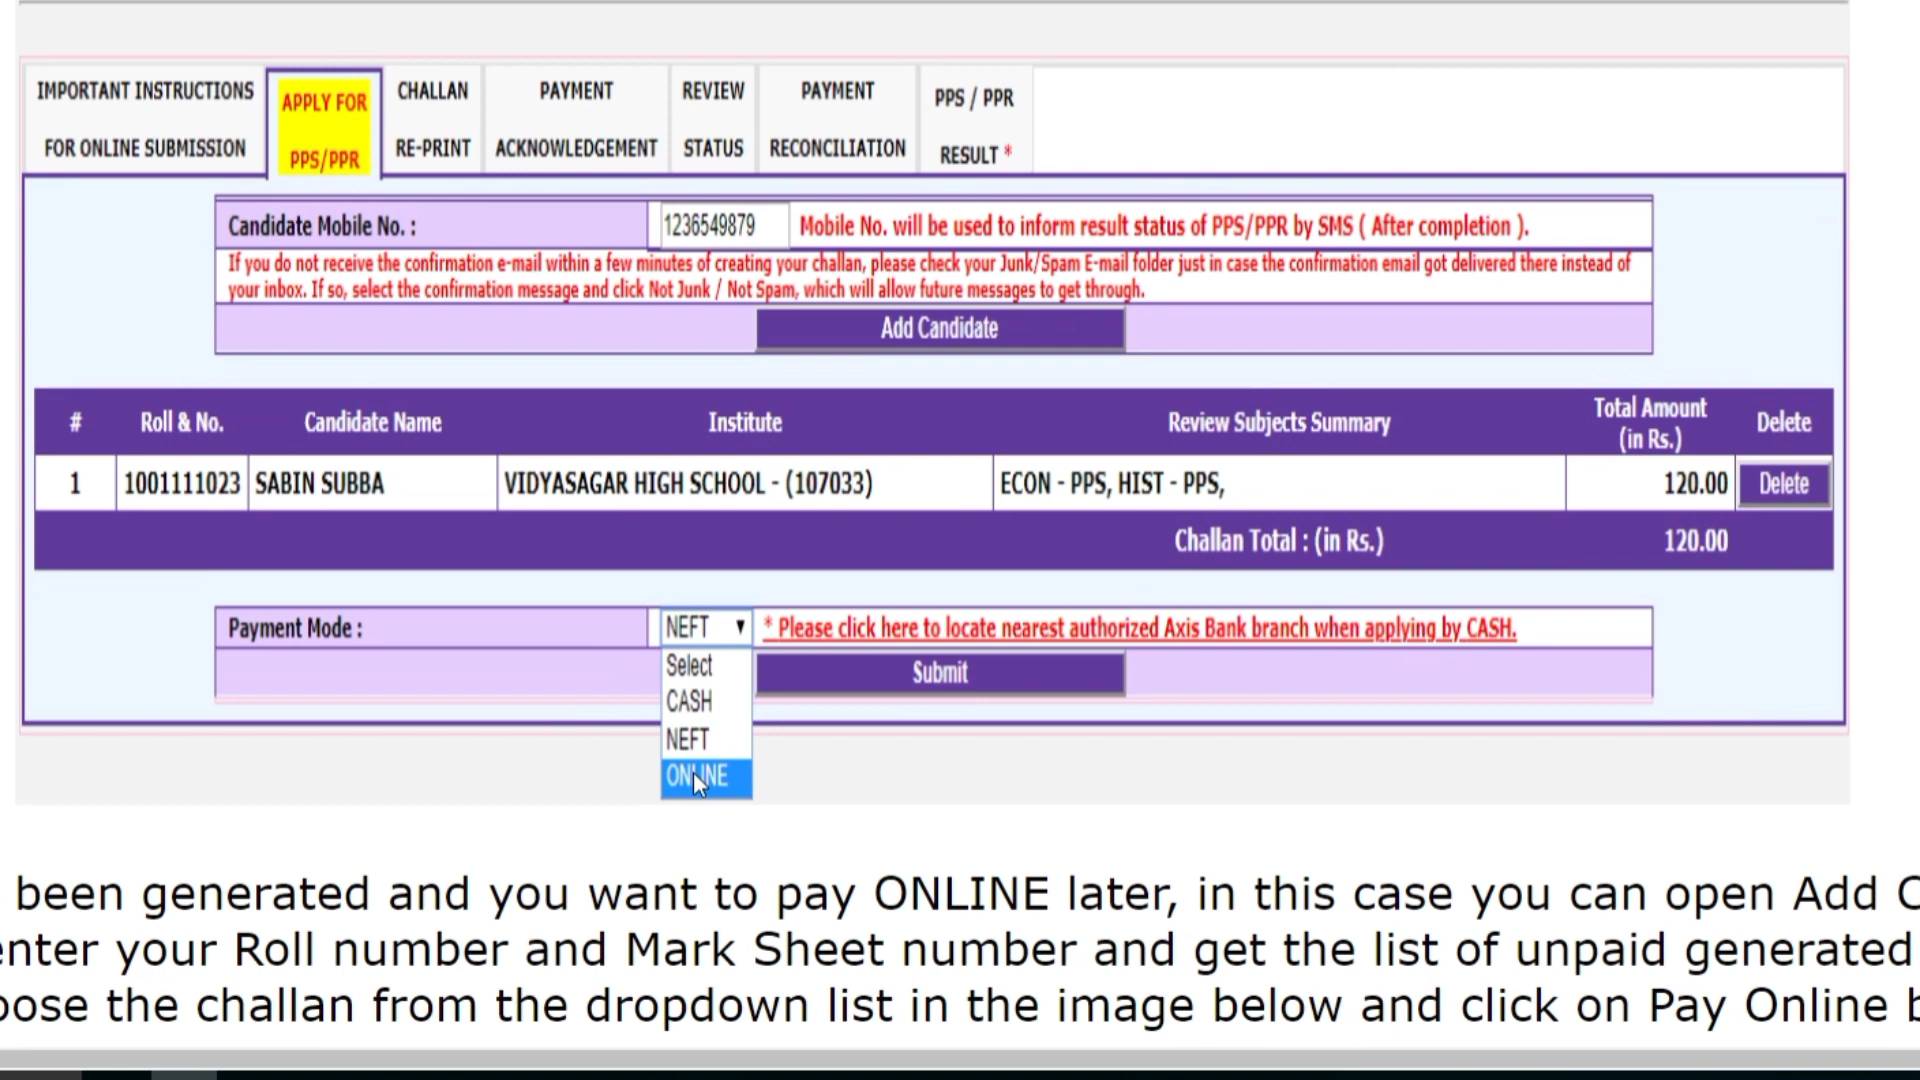 IMPORTANT INSTRUCTIONS
FOR ONLINE SUBMISSION
APPLY FOR
PPS/PPR
CHALLAN
RE-PRINT
PAYMENT
ACKNOWLEDGEMENT
REVIEW
STATUS
PAYMENT
RECONCILIATION
PPS / PPR
RESULT *
Candidate Mobile No. : 1236549879 Mobile No. will be used to inform result status of PPS/PPR by SMS ( After completion ).
If you do not receive the confirmation e-mail within a few minutes of creating your challan, please check your Junk/Spam E-mail folder just in case the confirmation email got delivered there instead of
your inbox. If so, select the confirmation message and click Not Junk / Not Spam, which will allow future messages to get through.
Add Candidate
# Roll & No. Candidate Name Institute Review Subjects Summary Total Amount (in Rs.) Delete
1 1001111023 SABIN SUBBA VIDYASAGAR HIGH SCHOOL - (107033) ECON - PPS, HIST - PPS, 120.00 Delete
Challan Total : (in Rs.) 120.00
Payment Mode : NEFT * Please click here to locate nearest authorized Axis Bank branch when applying by CASH.
Select
Submit
CASH
NEFT
ONLINE
been generated and you want to pay ONLINE later, in this case you can open Add
enter your Roll number and Mark Sheet number and get the list of unpaid generated
oose the challan from the dropdown list in the image below and click on Pay Online